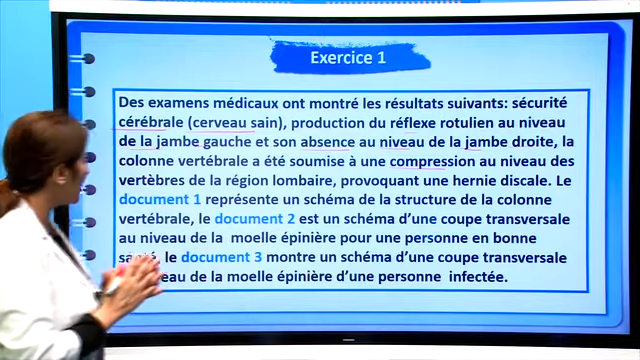 Exercice 1
Des examens médicaux ont montré les résultats suivants: sécurité
cérébrale (cerveau sain), production du réflexe rotulien au niveau
de la jambe gauche et son absence au niveau de la jambe droite, la
colonne vertébrale a été soumise à une compression au niveau des
vertèbres de la région lombaire, provoquant une hernie discale. Le
document 1 représente un schéma de la structure de la colonne
vertébrale, le document 2 est un schéma d'une coupe transversale
au niveau de la moelle épinière pour une personne en bonne
le document 3 montre un schéma d'une coupe transversale
de la moelle épinière d'une personne infectée.